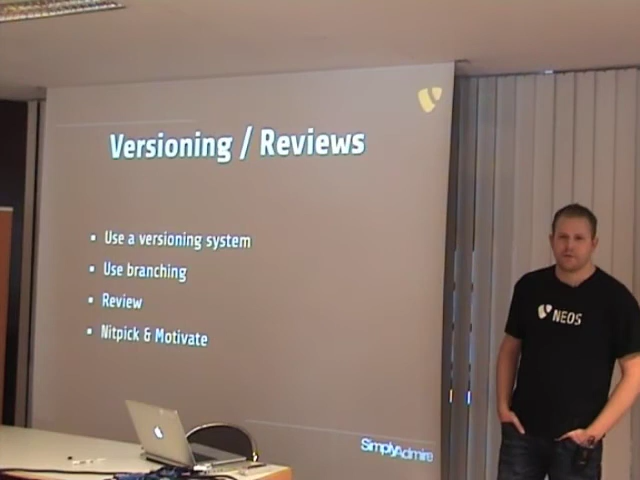 Versioning / Reviews
Use a versioning system
Use branching
Review
Nitpick & Motivate
SimplyAdmire
NEOS